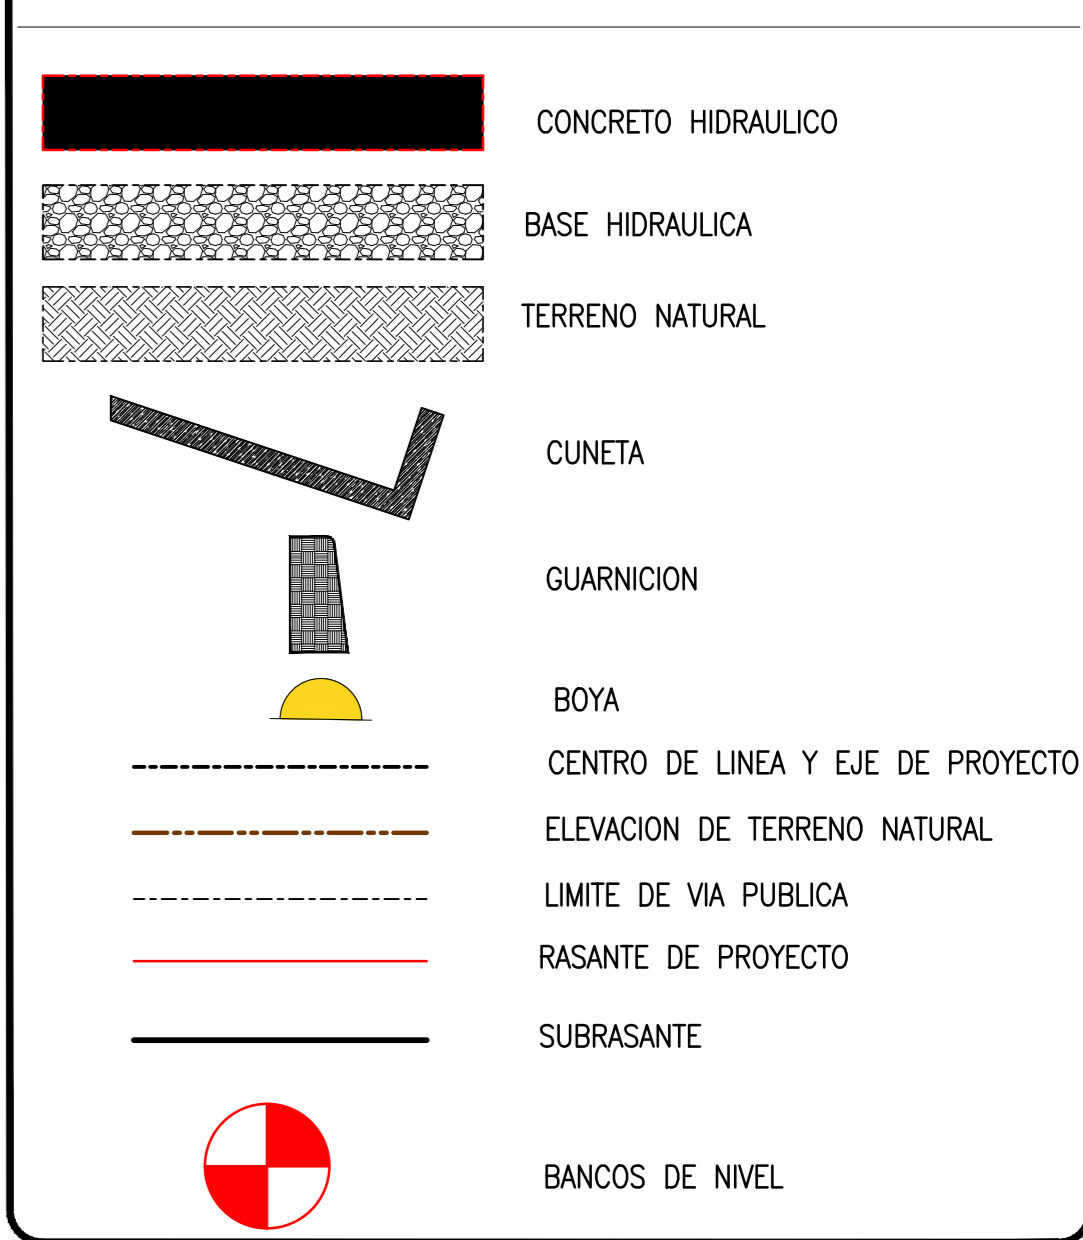 CONCRETO HIDRAULICO
BASE HIDRAULICA
TERRENO NATURAL
CUNETA
GUARNICION
BOYA
CENTRO DE LINEA Y EJE DE PROYECTO
ELEVACION DE TERRENO NATURAL
LIMITE DE VIA PUBLICA
RASANTE DE PROYECTO
SUBRASANTE
BANCOS DE NIVEL